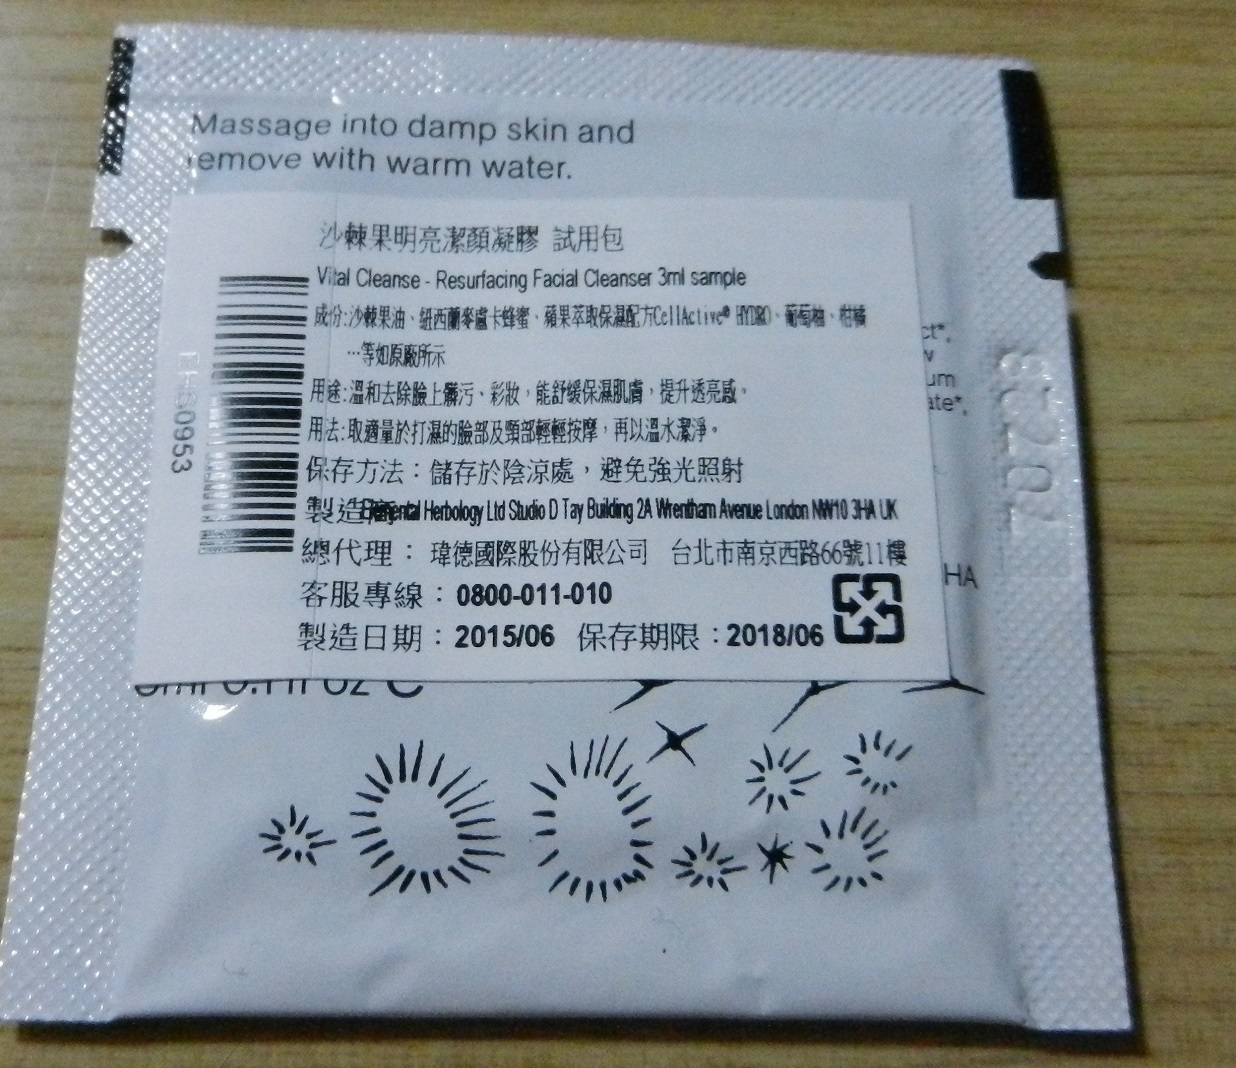 Massage into damp skin and
remove with warm water.
沙棘果明亮潔顏凝膠 試用包
Vital Cleanse - Resurfacing Facial Cleanser 3ml sample
成份:沙棘果油、紐西蘭麥盧卡蜂蜜、蘋果萃取保濕配方CellActive® HYDRO、葡萄柚、柑橘
…等如原廠所示
用途:溫和去除臉上髒污、彩妝，能舒緩保濕肌膚，提升透亮感。
用法:取適量於打濕的臉部及頸部輕輕按摩，再以溫水潔淨。
保存方法：儲存於陰涼處，避免強光照射
製造商 Elemental Herbology Ltd Studio D Tay Building 2A Wrentham Avenue London NW10 3HA UK
總代理： 瑋德國際股份有限公司 台北市南京西路66號11樓
客服專線：0800-011-010
製造日期：2015/06 保存期限：2018/06
0953
ct*,
um
ate*,
HA